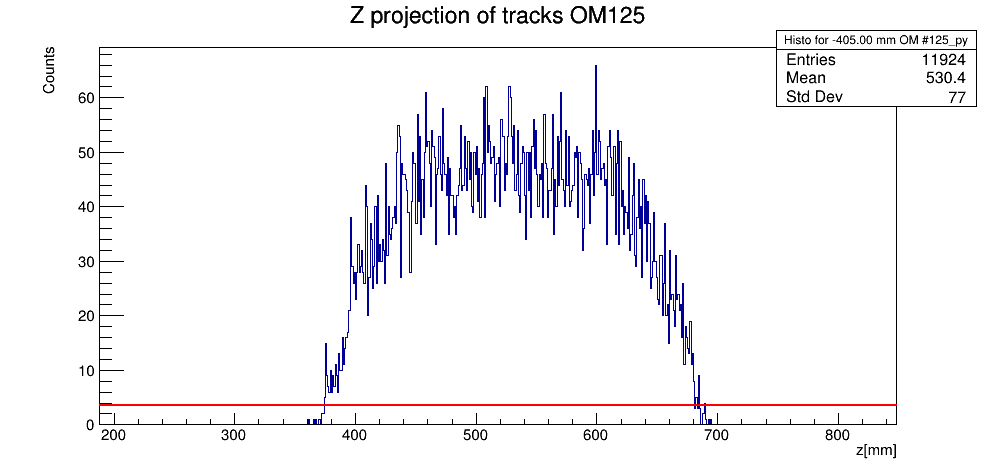 Z projection of tracks OM125
Histo for -405.00 mm OM #125_py
Entries 11924
Mean 530.4
Std Dev 77
Counts
60
50
40
30
20
10
0
200 300 400 500 600 700 800
z[mm]